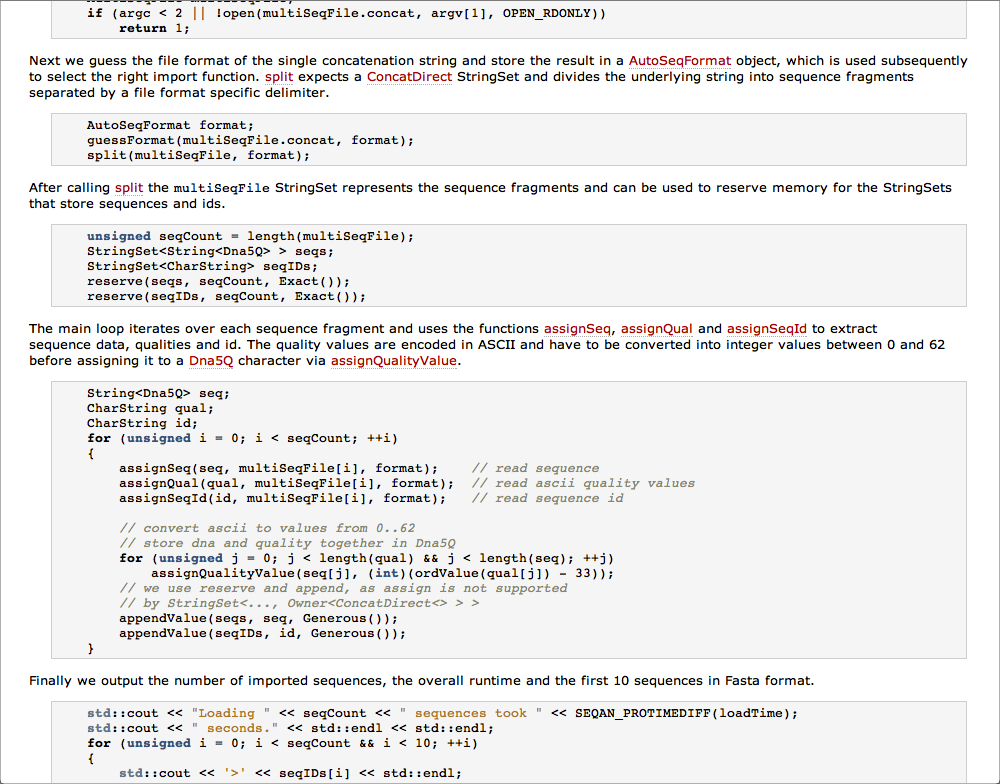 if (argc < 2 || !open(multiSeqFile.concat, argv[1], OPEN_RDONLY))
return 1;
Next we guess the file format of the single concatenation string and store the result in a AutoSeqFormat object, which is used subsequently
to select the right import function. split expects a ConcatDirect StringSet and divides the underlying string into sequence fragments
separated by a file format specific delimiter.
AutoSeqFormat format;
guessFormat(multiSeqFile.concat, format);
split(multiSeqFile, format);
After calling split the multiSeqFile StringSet represents the sequence fragments and can be used to reserve memory for the StringSets
that store sequences and ids.
unsigned seqCount = length(multiSeqFile);
StringSet<String<Dna5Q> > seqs;
StringSet<CharString> seqIDs;
reserve(seqs, seqCount, Exact());
reserve(seqIDs, seqCount, Exact());
The main loop iterates over each sequence fragment and uses the functions assignSeq, assignQual and assignSeqId to extract
sequence data, qualities and id. The quality values are encoded in ASCII and have to be converted into integer values between 0 and 62
before assigning it to a Dna5Q character via assignQualityValue.
String<Dna5Q> seq;
CharString qual;
CharString id;
for (unsigned i = 0; i < seqCount; ++i)
{
assignSeq(seq, multiSeqFile[i], format); // read sequence
assignQual(qual, multiSeqFile[i], format); // read ascii quality values
assignSeqId(id, multiSeqFile[i], format); // read sequence id
// convert ascii to values from 0..62
// store dna and quality together in Dna5Q
for (unsigned j = 0; j < length(qual) && j < length(seq); ++j)
assignQualityValue(seq[j], (int)(ordValue(qual[j]) - 33));
// we use reserve and append, as assign is not supported
// by StringSet<..., Owner<ConcatDirect<> > >
appendValue(seqs, seq, Generous());
appendValue(seqIDs, id, Generous());
}
Finally we output the number of imported sequences, the overall runtime and the first 10 sequences in Fasta format.
std::cout << "Loading " << seqCount << " sequences took " << SEQAN_PROTIMEDIFF(loadTime);
std::cout << " seconds." << std::endl << std::endl;
for (unsigned i = 0; i < seqCount && i < 10; ++i)
{
std::cout << '>' << seqIDs[i] << std::endl;